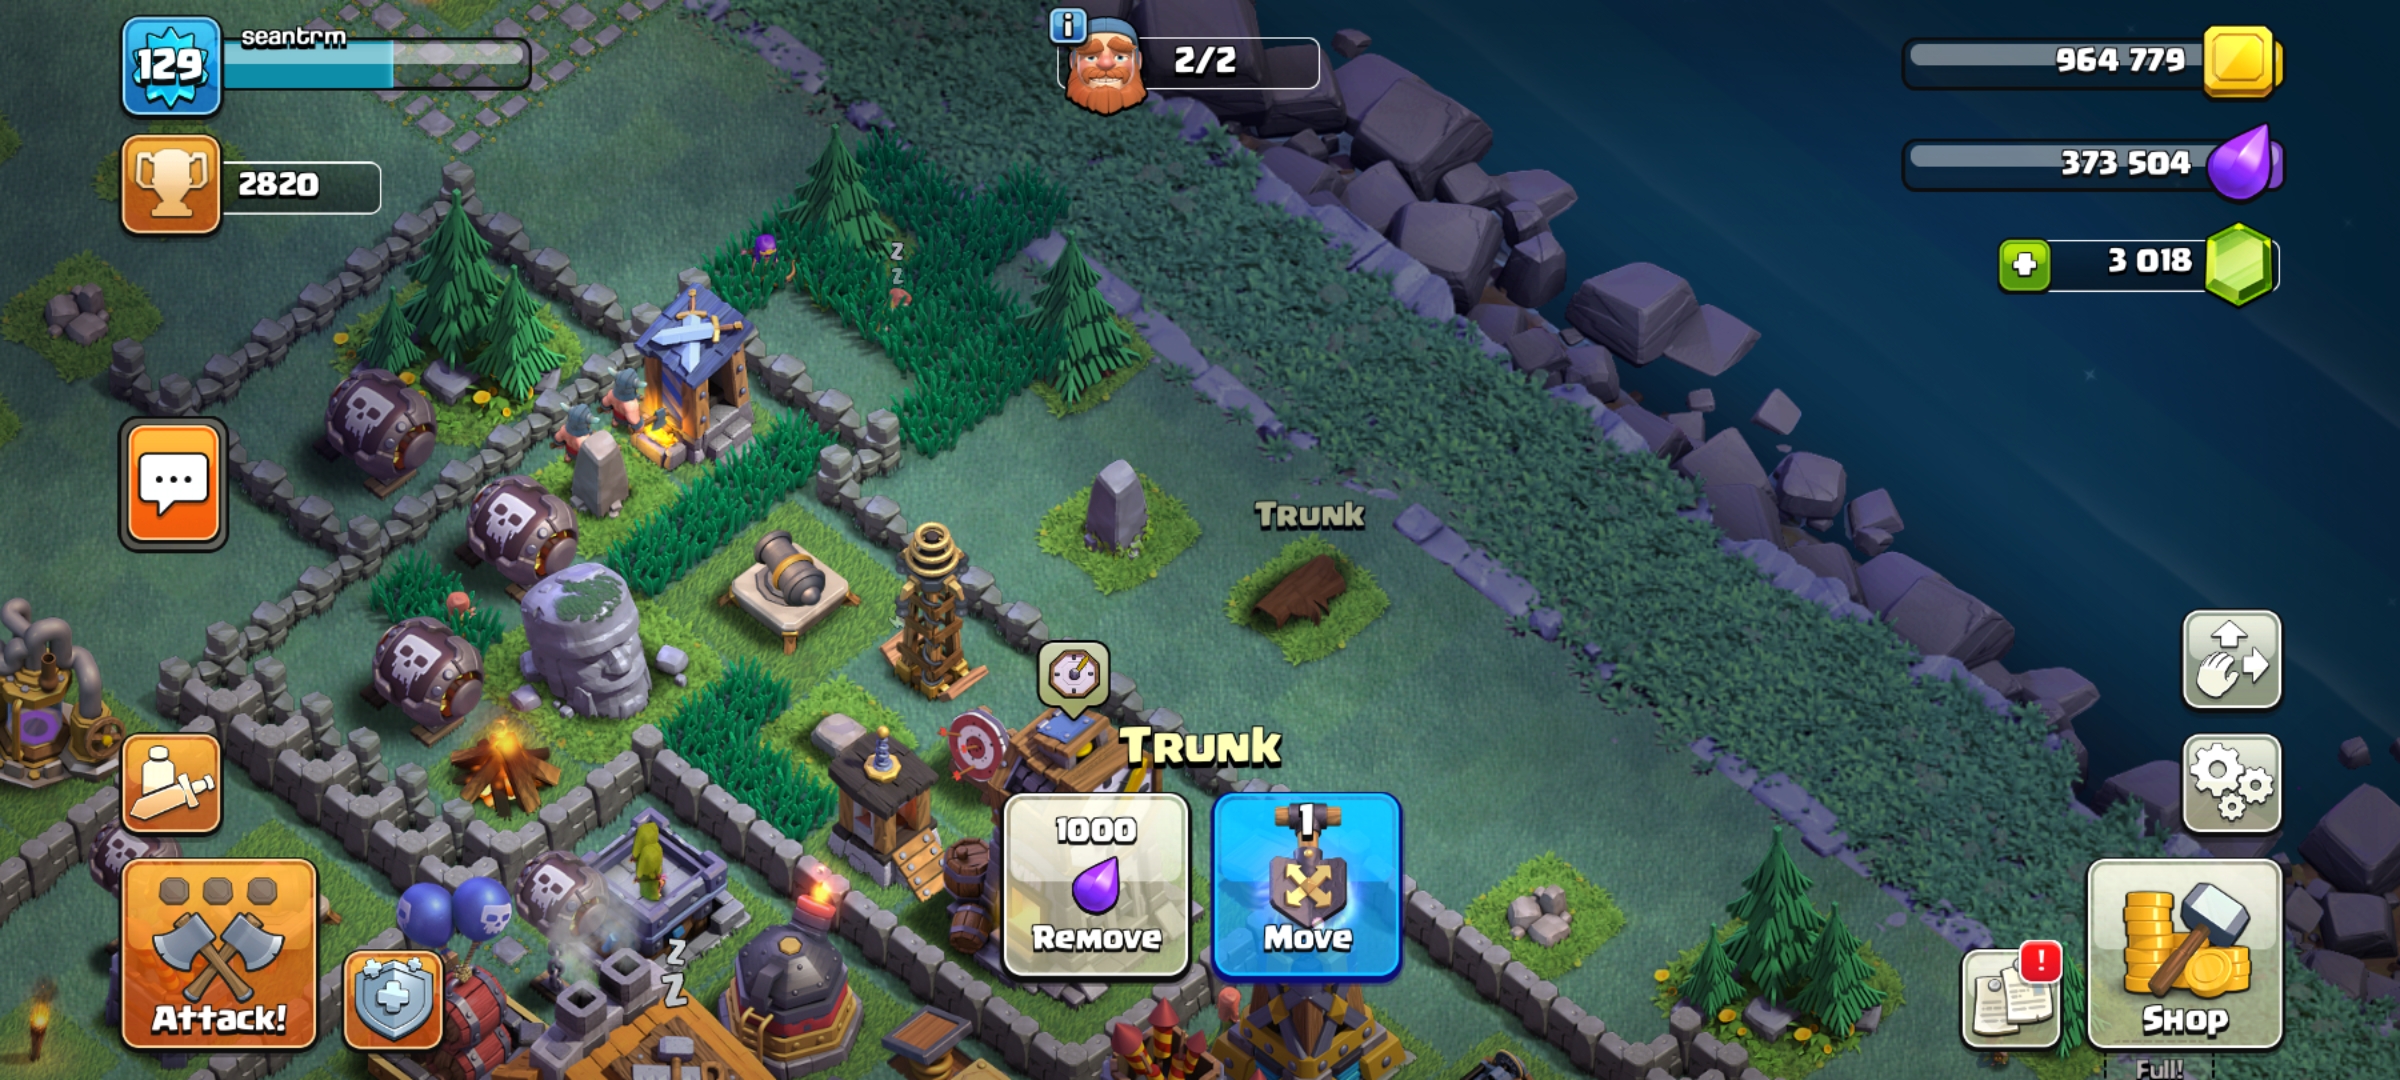 129
seantrm
2/2
964 779
2820
373 504
3 018
z
z
Trunk
Trunk
1000
1
Remove
Move
z
z
Attack!
!
Shop
Full!